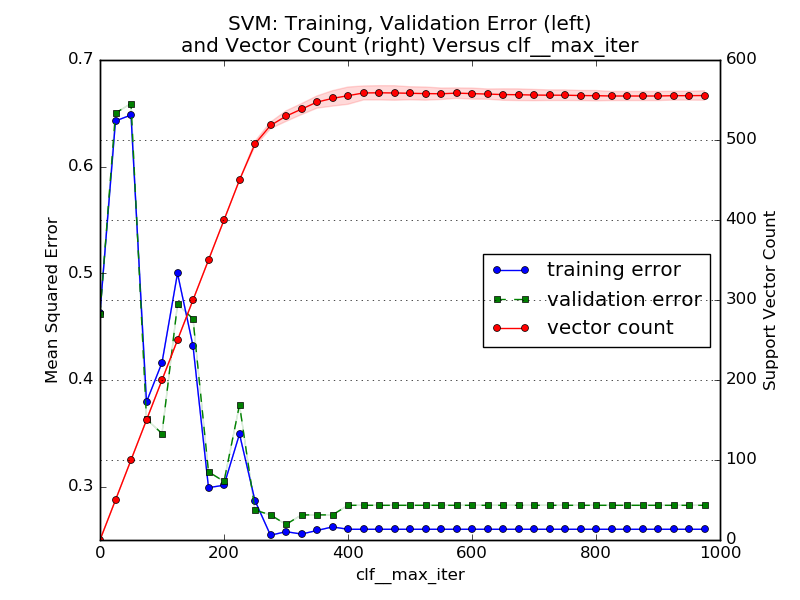 SVM: Training, Validation Error (left)
and Vector Count (right) Versus clf__max_iter
0.7
0.6
0.5
0.4
0.3
Mean Squared Error
600
500
400
300
200
100
0
Support Vector Count
training error
validation error
vector count
0
200
400
600
800
1000
clf__max_iter